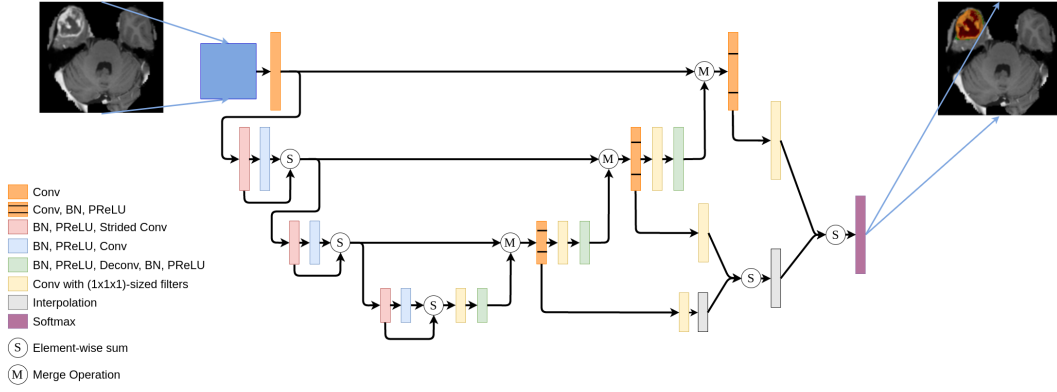 M
M
S
M
S
S
S
S
S
Conv
Conv, BN, PReLU
BN, PReLU, Strided Conv
BN, PReLU, Conv
BN, PReLU, Deconv, BN, PReLU
Conv with (1x1x1)-sized filters
Interpolation
Softmax
S Element-wise sum
M Merge Operation